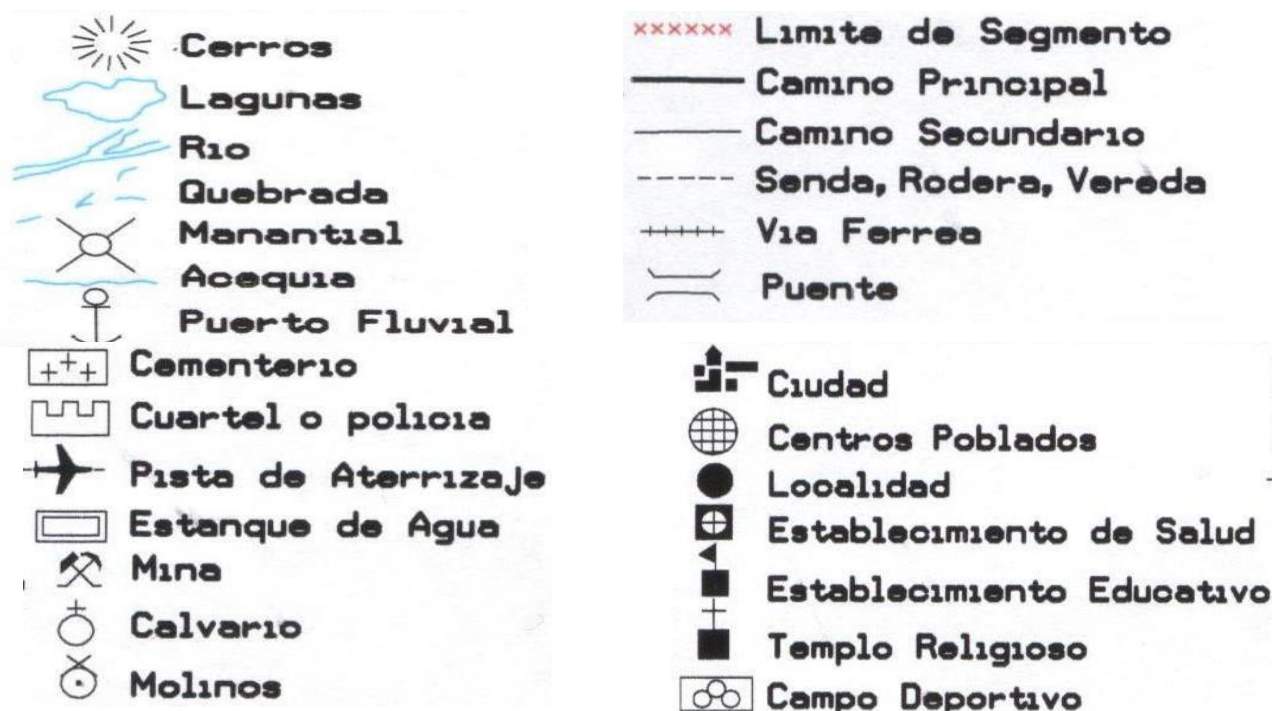 Cerros
Lagunas
Rio
Quebrada
Manantial
Acequia
Puerto Fluvial
Cementerio
Cuartel o policia
Pista de Aterrizaje
Estanque de Agua
Mina
Calvario
Molinos
Limite de Segmento
Camino Principal
Camino Secundario
Senda, Rodera, Vereda
Via Ferrea
Puente
Ciudad
Centros Poblados
Localidad
Establecimiento de Salud
Establecimiento Educativo
Templo Religioso
Campo Deportivo